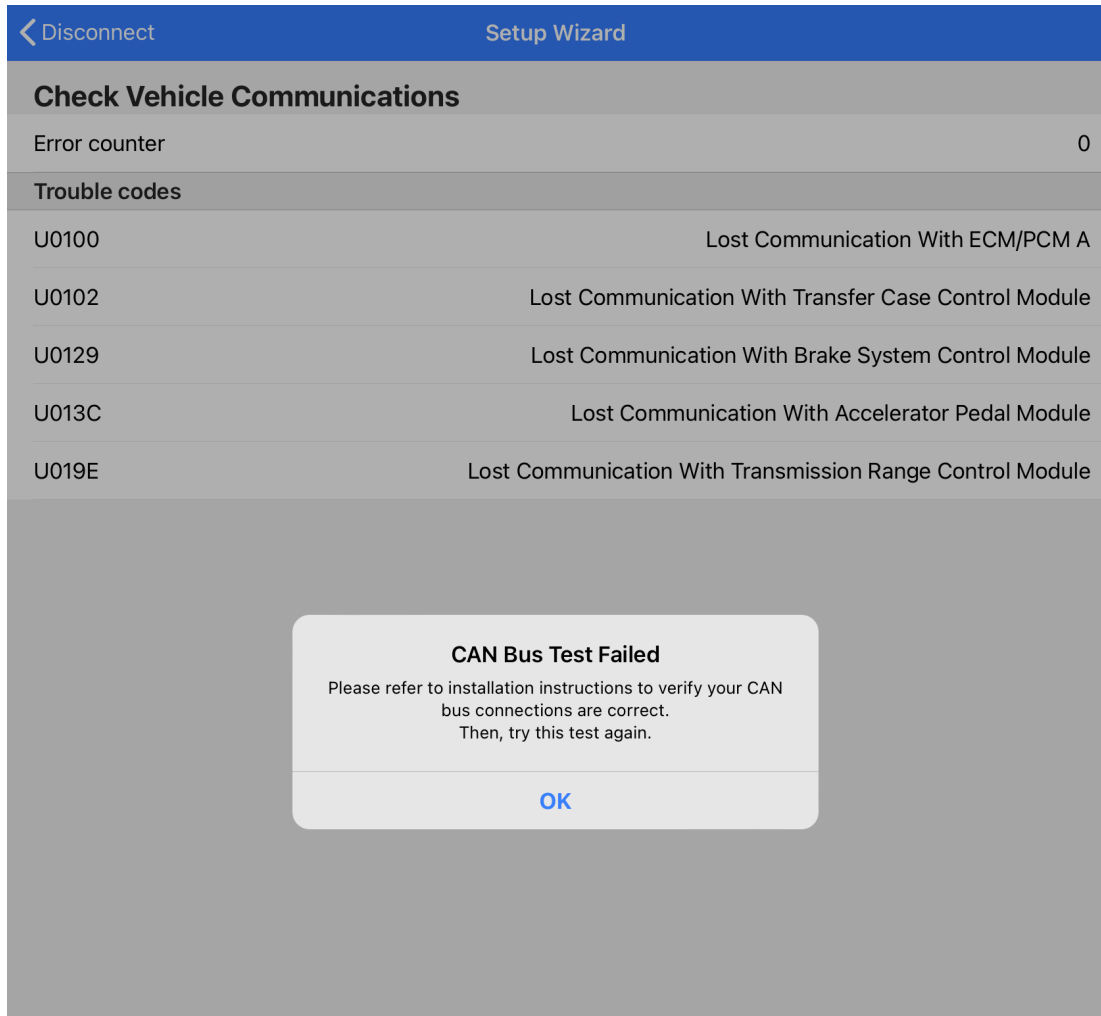 Disconnect
Setup Wizard
Check Vehicle Communications
Error counter 0
Trouble codes
U0100 Lost Communication With ECM/PCM A
U0102 Lost Communication With Transfer Case Control Module
U0129 Lost Communication With Brake System Control Module
U013C Lost Communication With Accelerator Pedal Module
U019E Lost Communication With Transmission Range Control Module
CAN Bus Test Failed
Please refer to installation instructions to verify your CAN
bus connections are correct.
Then, try this test again.
OK